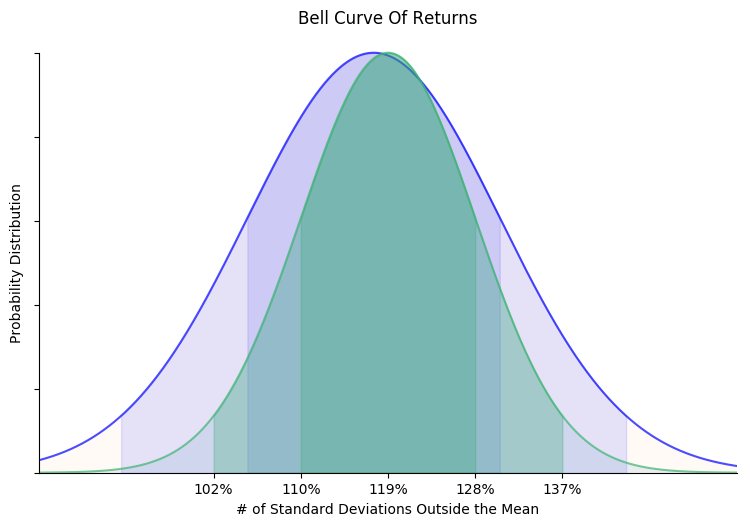 Bell Curve Of Returns
Probability Distribution
102% 110% 119% 128% 137%
# of Standard Deviations Outside the Mean